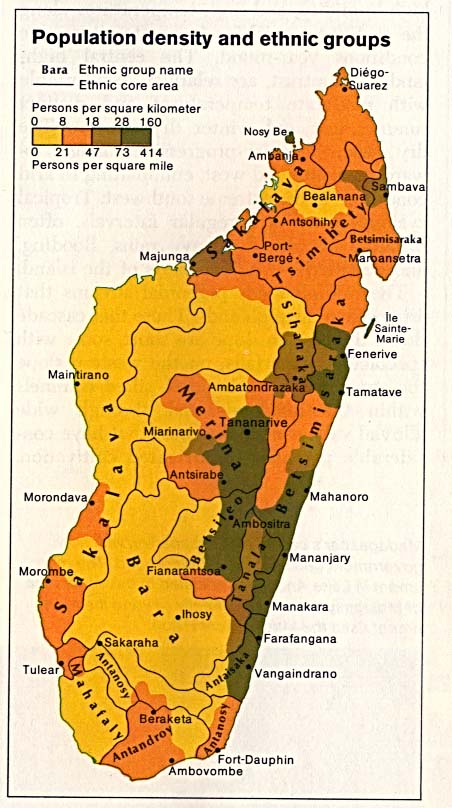 Population density and ethnic groups
Bara Ethnic group name
Ethnic core area
Persons per square kilometer
0 8 18 28 160
0 21 47 73 414
Persons per square mile
Diégo-
Suarez
Nosy Be
Ambanja
Sambava
Bealanana
Sakalava
Antsohihy
Tsimihety
Betsimisaraka
Port-
Bergé
Maroansetra
Majunga
Île
Sainte-
Marie
Sihanaka
Fenerive
Maintirano
Ambatondrazaka
Tamatave
Merina
Miarinarivo
Tananarive
Betsimisaraka
Antsirabe
Morondava
Mahanoro
Sakalava
Betsileo
Ambositra
Tanala
Mananjary
Morombe
Fianarantsoa
Bara
Ihosy
Manakara
Sakaraha
Farafangana
Tulear
Antanosy
Antaisaka
Vangaindrano
Mahafaly
Beraketa
Antandroy
Antanosy
Fort-Dauphin
Ambovombe